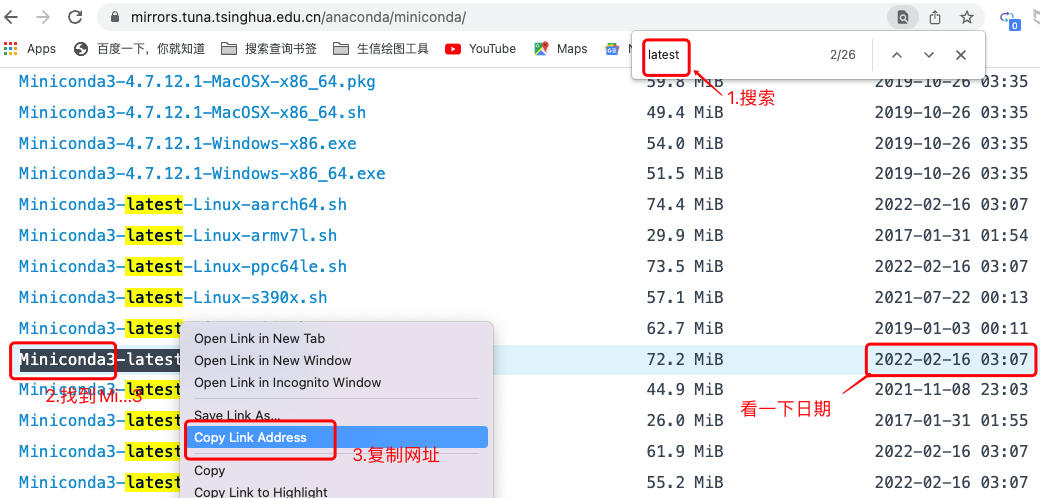 mirrors.tuna.tsinghua.edu.cn/anaconda/miniconda/
0
Apps 百度一下，你就知道 搜索查询书签 生信绘图工具 YouTube Maps
latest 2/26
1.搜索
Miniconda3-4.7.12.1-MacOSX-x86_64.pkg 59.8 MiB 2019-10-26 03:35
Miniconda3-4.7.12.1-MacOSX-x86_64.sh 49.4 MiB 2019-10-26 03:35
Miniconda3-4.7.12.1-Windows-x86.exe 54.0 MiB 2019-10-26 03:35
Miniconda3-4.7.12.1-Windows-x86_64.exe 51.5 MiB 2019-10-26 03:35
Miniconda3-latest-Linux-aarch64.sh 74.4 MiB 2022-02-16 03:07
Miniconda3-latest-Linux-armv7l.sh 29.9 MiB 2017-01-31 01:54
Miniconda3-latest-Linux-ppc64le.sh 73.5 MiB 2022-02-16 03:07
Miniconda3-latest-Linux-s390x.sh 57.1 MiB 2021-07-22 00:13
Miniconda3-latest 62.7 MiB 2019-01-03 00:11
Miniconda3-latest 72.2 MiB 2022-02-16 03:07
Miniconda3-latest 44.9 MiB 2021-11-08 23:03
Miniconda3-latest 26.0 MiB 2017-01-31 01:55
Miniconda3-latest 61.9 MiB 2022-02-16 03:07
Miniconda3-latest 55.2 MiB 2022-02-16 03:07
2.找到Mi...3
看一下日期
Open Link in New Tab
Open Link in New Window
Open Link in Incognito Window
Save Link As...
Copy Link Address
3.复制网址
Copy
Copy Link to Highlight